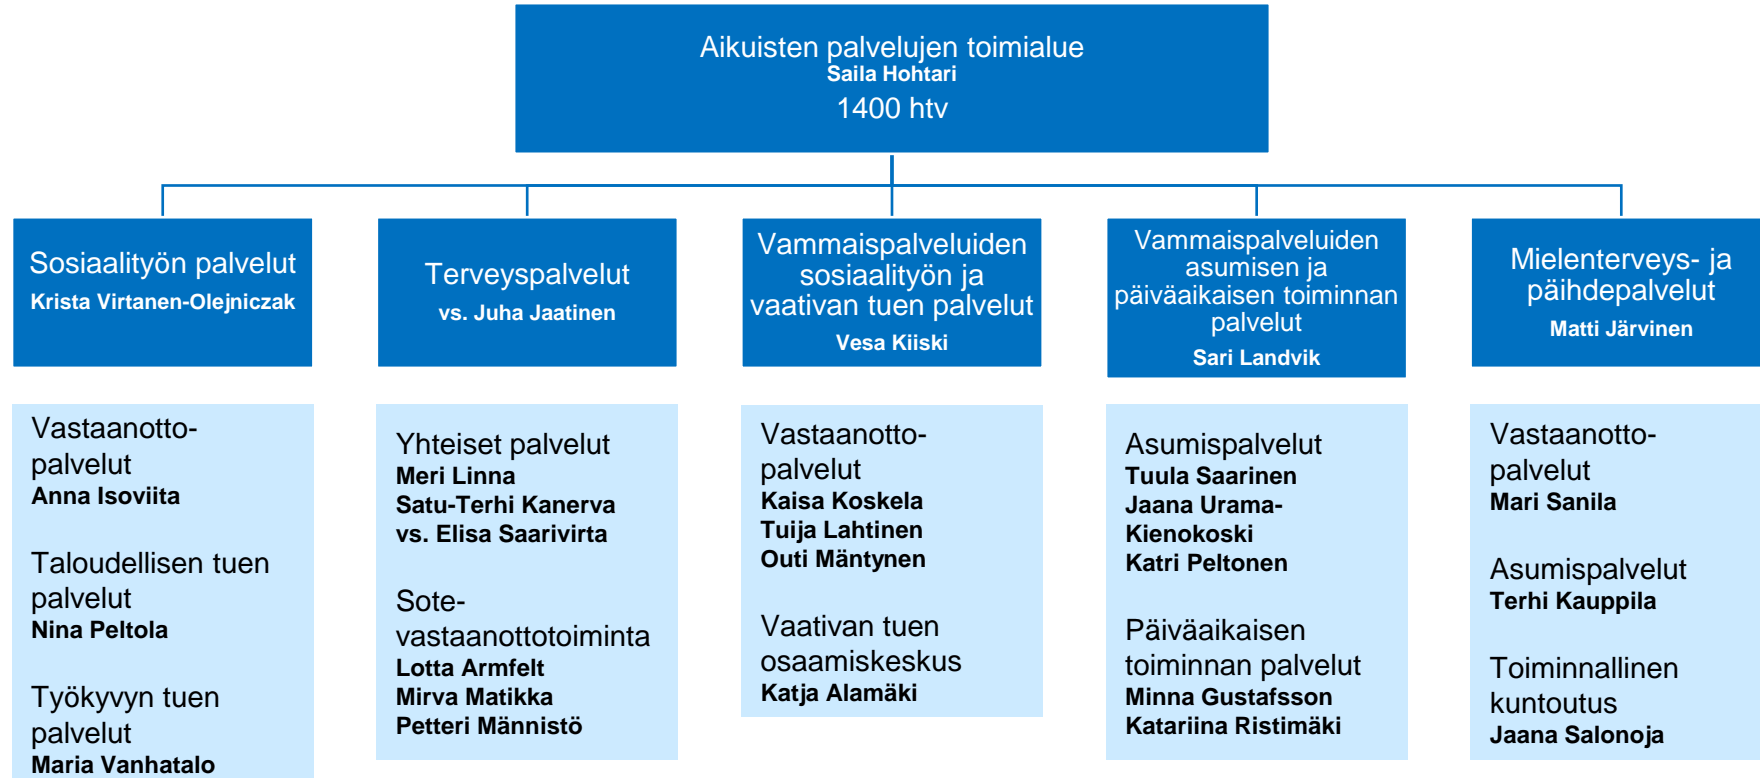 Aikuisten palvelujen toimialue
Saila Hohtari
1400 htv
Sosiaalityön palvelut
Krista Virtanen-Olejniczak
Terveyspalvelut
vs. Juha Jaatinen
Vammaispalveluiden
sosiaalityön ja
vaativan tuen palvelut
Vesa Kiiski
Vammaispalveluiden
asumisen ja
päiväaikaisen toiminnan
palvelut
Sari Landvik
Mielenterveys- ja
päihdepalvelut
Matti Järvinen
Vastaanotto-
palvelut
Anna Isoviita
Taloudellisen tuen
palvelut
Nina Peltola
Työkyvyn tuen
palvelut
Maria Vanhatalo
Yhteiset palvelut
Meri Linna
Satu-Terhi Kanerva
vs. Elisa Saarivirta
Sote-
vastaanottotoiminta
Lotta Armfelt
Mirva Matikka
Petteri Männistö
Vastaanotto-
palvelut
Kaisa Koskela
Tuija Lahtinen
Outi Mäntynen
Vaativan tuen
osaamiskeskus
Katja Alamäki
Asumispalvelut
Tuula Saarinen
Jaana Urama-
Kienokoski
Katri Peltonen
Päiväaikaisen
toiminnan palvelut
Minna Gustafsson
Katariina Ristimäki
Vastaanotto-
palvelut
Mari Sanila
Asumispalvelut
Terhi Kauppila
Toiminnallinen
kuntoutus
Jaana Salonoja